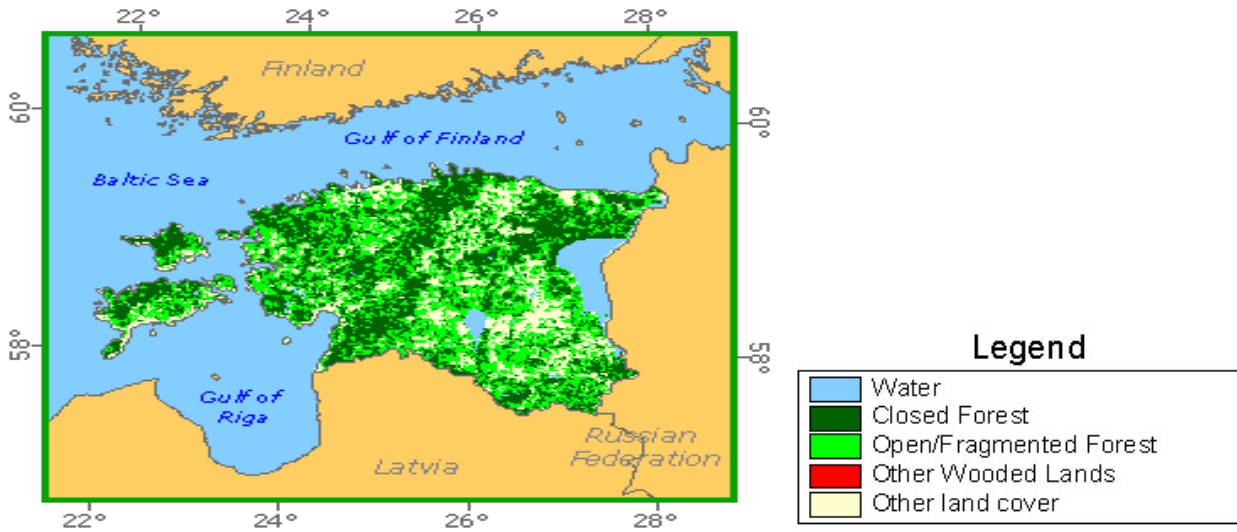 22° 24° 26° 28°
Finland
60° 60°
Gulf of Finland
Baltic Sea
58° 58°
Gulf of
Riga
Russian
Federation
Latvia
22° 24° 26° 28°
Legend
Water
Closed Forest
Open/Fragmented Forest
Other Wooded Lands
Other land cover